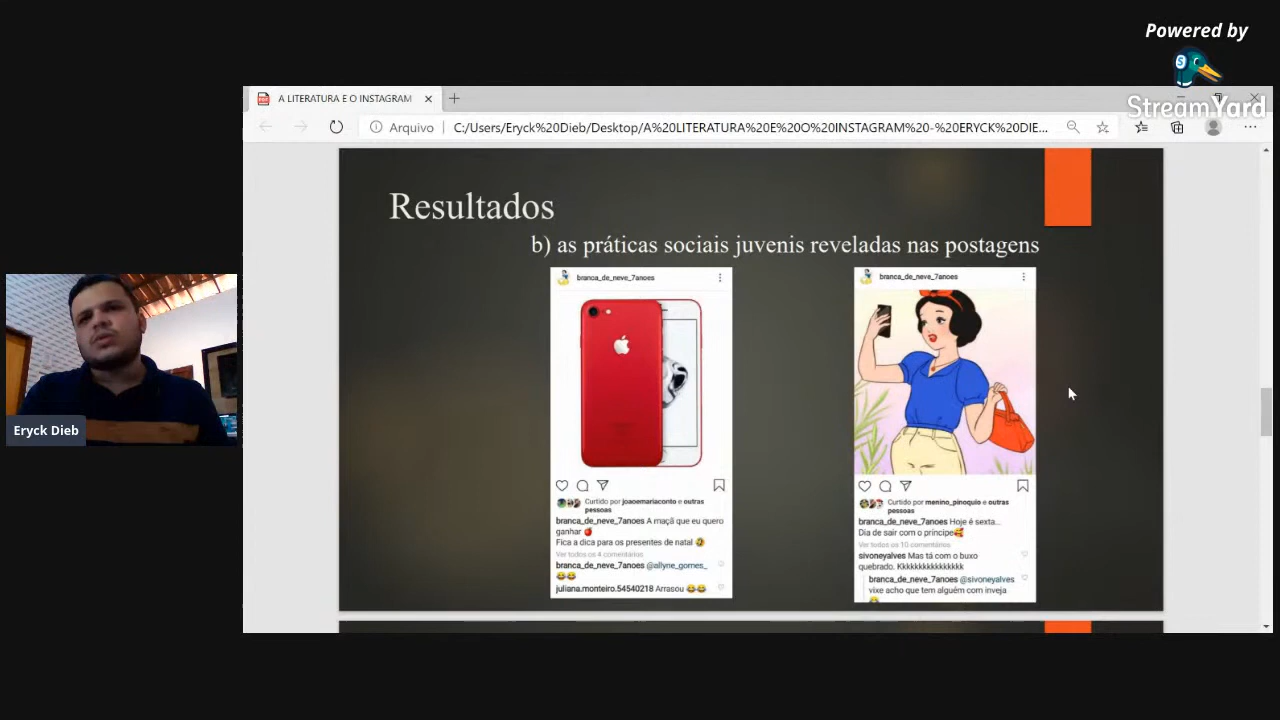 Powered by
StreamYard
A LITERATURA E O INSTAGRAM
Arquivo
C:/Users/Eryck%20Dieb/Desktop/A%20LITERATURA%20E%20O%20INSTAGRAM%20-%20ERYCK%20DIE...
Resultados
b) as práticas sociais juvenis reveladas nas postagens
branca_de_neve_7anoes
Curtido por joaoemariaconto e outras
pessoas
branca_de_neve_7anoes A maçã que eu quero
ganhar 🍎
Fica a dica para os presentes de natal 🤣
Ver todos os 4 comentários
branca_de_neve_7anoes @allyne_gomes_
😂😂
juliana.monteiro.54540218 Arrasou 😂😂
branca_de_neve_7anoes
Curtido por menino_pinoquio e outras
pessoas
branca_de_neve_7anoes Hoje é sexta...
Dia de sair com o príncipe🥰
Ver todos os 10 comentários
sivoneyalves Mas tá com o buxo
quebrado. Kkkkkkkkkkkkkkk
branca_de_neve_7anoes @sivoneyalves
vixe acho que tem alguém com inveja
Eryck Dieb